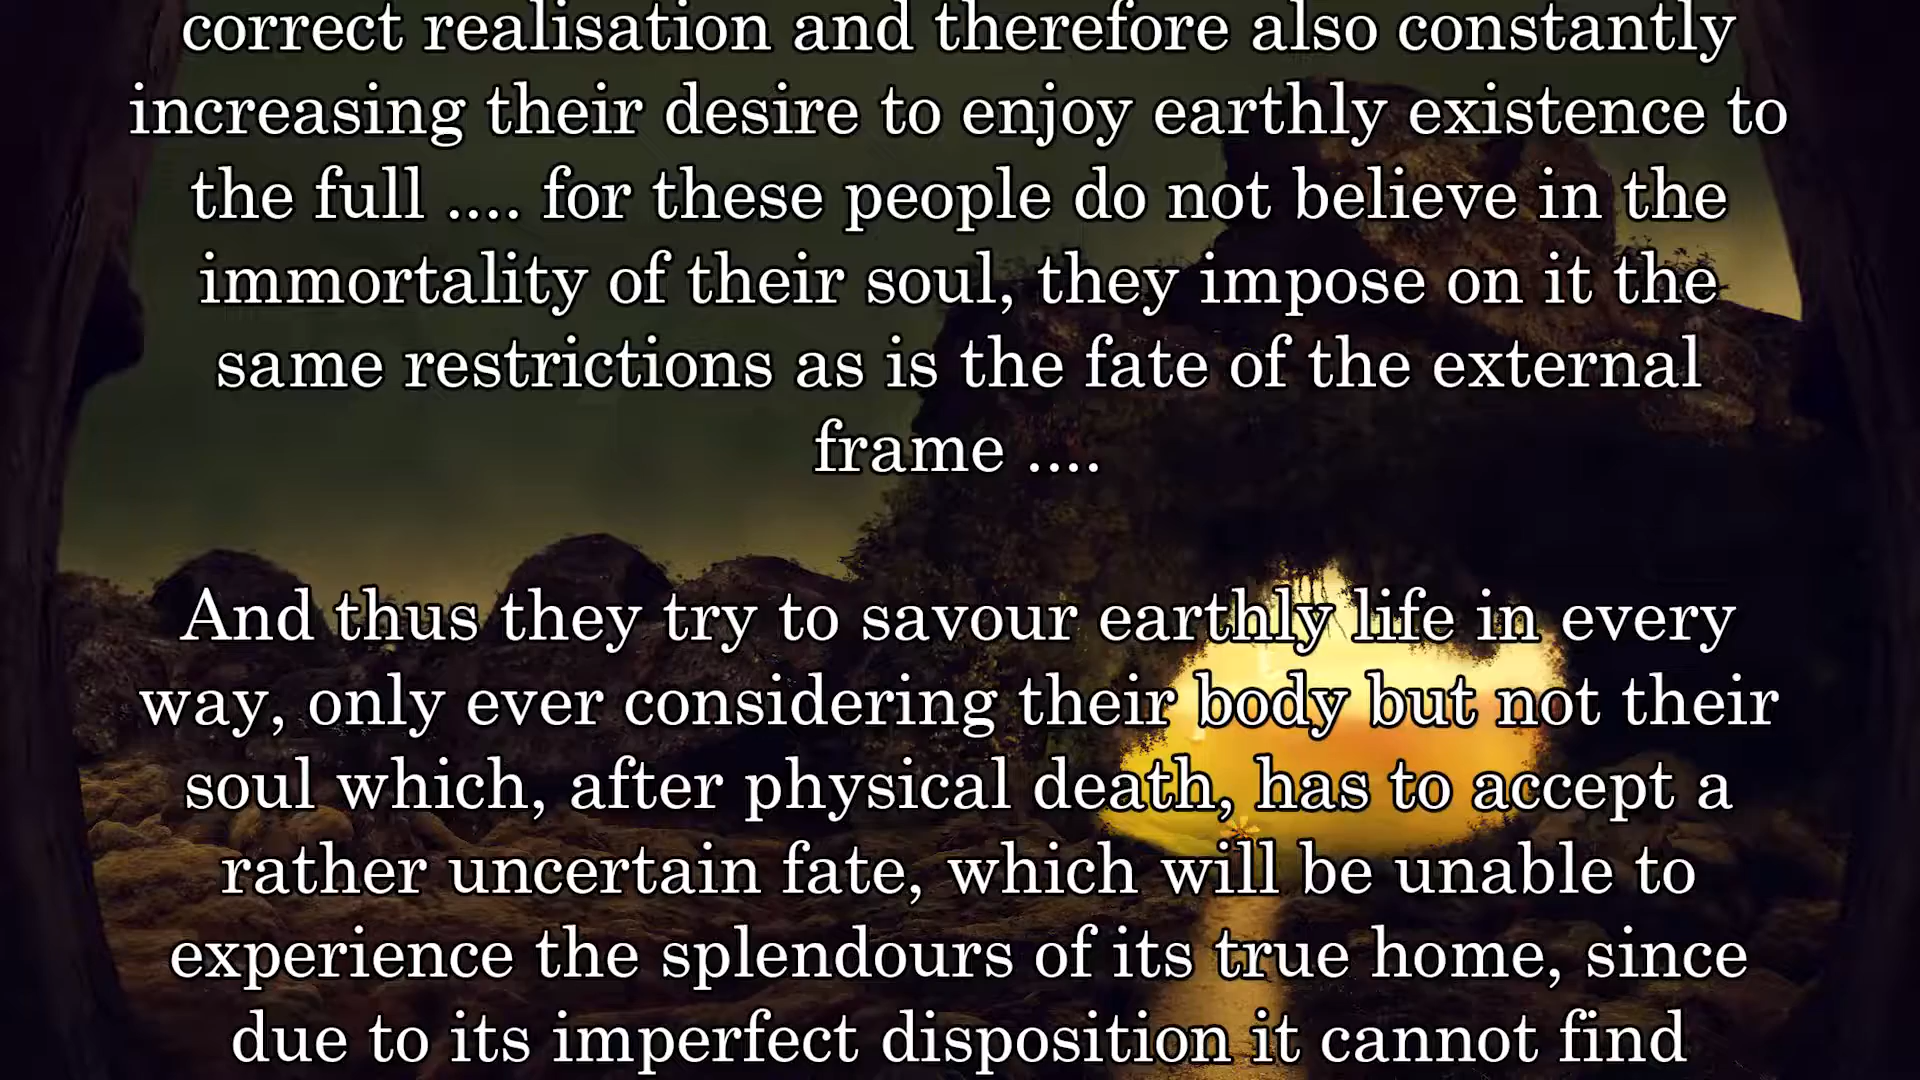 correct realisation and therefore also constantly
increasing their desire to enjoy earthly existence to
the full .... for these people do not believe in the
immortality of their soul, they impose on it the
same restrictions as is the fate of the external
frame ....
And thus they try to savour earthly life in every
way, only ever considering their body but not their
soul which, after physical death, has to accept a
rather uncertain fate, which will be unable to
experience the splendours of its true home, since
due to its imperfect disposition it cannot find